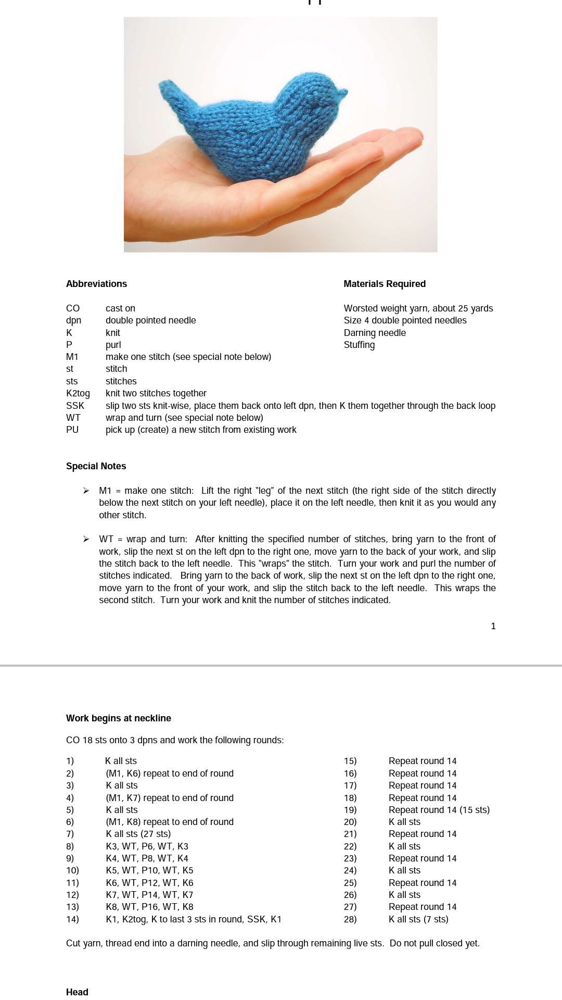 Abbreviations
Materials Required
CO cast on
dpn double pointed needle
K knit
P purl
M1 make one stitch (see special note below)
st stitch
sts stitches
K2tog knit two stitches together
SSK slip two sts knit-wise, place them back onto left dpn, then K them together through the back loop
WT wrap and turn (see special note below)
PU pick up (create) a new stitch from existing work
Worsted weight yarn, about 25 yards
Size 4 double pointed needles
Darning needle
Stuffing
Special Notes
➢ M1 = make one stitch: Lift the right “leg” of the next stitch (the right side of the stitch directly
below the next stitch on your left needle), place it on the left needle, then knit it as you would any
other stitch.
➢ WT = wrap and turn: After knitting the specified number of stitches, bring yarn to the front of
work, slip the next st on the left dpn to the right one, move yarn to the back of your work, and slip
the stitch back to the left needle. This “wraps” the stitch. Turn your work and purl the number of
stitches indicated. Bring yarn to the back of work, slip the next st on the left dpn to the right one,
move yarn to the front of your work, and slip the stitch back to the left needle. This wraps the
second stitch. Turn your work and knit the number of stitches indicated.
1
Work begins at neckline
CO 18 sts onto 3 dpns and work the following rounds:
1) K all sts
2) (M1, K6) repeat to end of round
3) K all sts
4) (M1, K7) repeat to end of round
5) K all sts
6) (M1, K8) repeat to end of round
7) K all sts (27 sts)
8) K3, WT, P6, WT, K3
9) K4, WT, P8, WT, K4
10) K5, WT, P10, WT, K5
11) K6, WT, P12, WT, K6
12) K7, WT, P14, WT, K7
13) K8, WT, P16, WT, K8
14) K1, K2tog, K to last 3 sts in round, SSK, K1
15) Repeat round 14
16) Repeat round 14
17) Repeat round 14
18) Repeat round 14
19) Repeat round 14 (15 sts)
20) K all sts
21) Repeat round 14
22) K all sts
23) Repeat round 14
24) K all sts
25) Repeat round 14
26) K all sts
27) Repeat round 14
28) K all sts (7 sts)
Cut yarn, thread end into a darning needle, and slip through remaining live sts. Do not pull closed yet.
Head